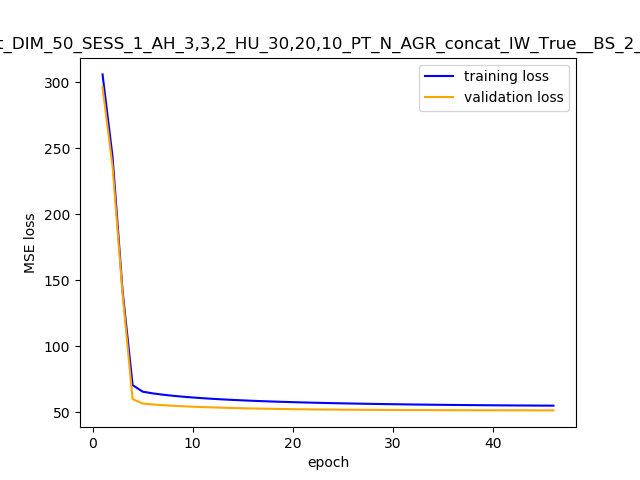 t_DIM_50_SESS_1_AH_3,3,2_HU_30,20,10_PT_N_AGR_concat_IW_True__BS_2_
training loss
validation loss
MSE loss
300
250
200
150
100
50
0
10
20
30
40
epoch